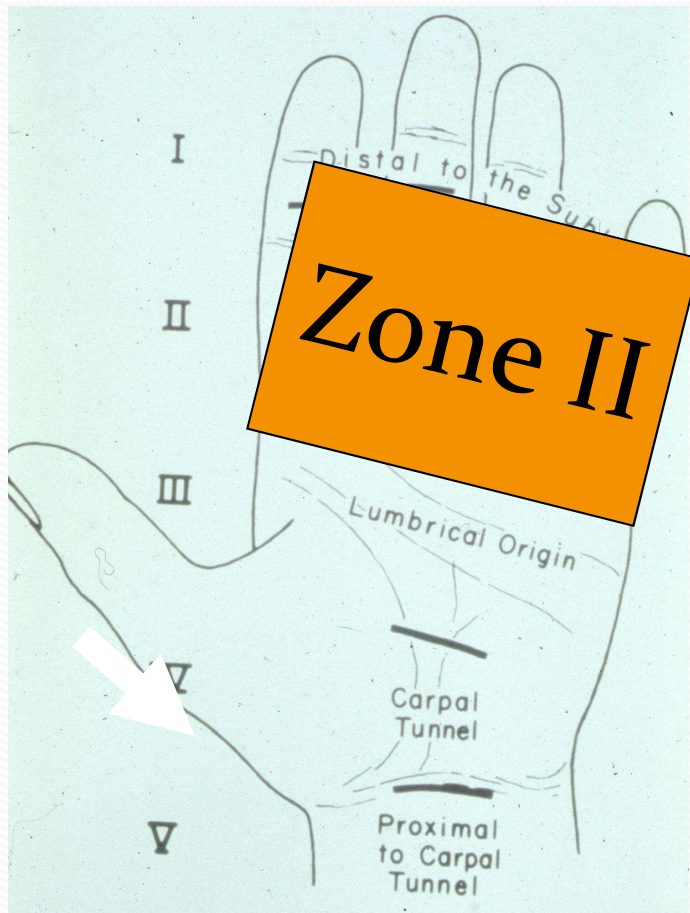 I
Distal to the
Zone II
II
III
Lumbrical Origin
Carpal
Tunnel
V
Proximal
to Carpal
Tunnel